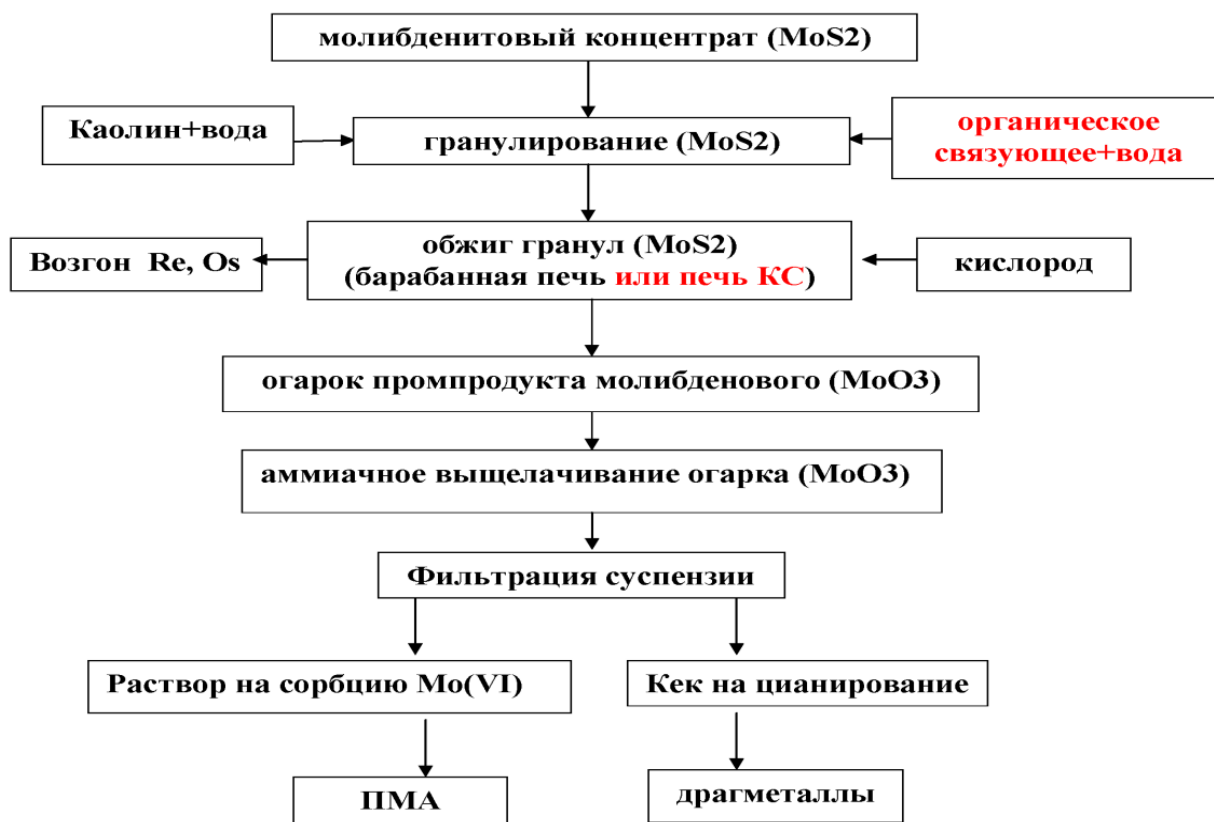 молибденитовый концентрат (MoS2)
Каолин+вода
гранулирование (MoS2)
органическое
связующее+вода
Возгон Re, Os
обжиг гранул (MoS2)
(барабанная печь или печь КС)
кислород
огарок промпродукта молибденового (MoO3)
аммиачное выщелачивание огарка (MoO3)
Фильтрация суспензии
Раствор на сорбцию Mo(VI)
Кек на цианирование
ПМА
драгметаллы